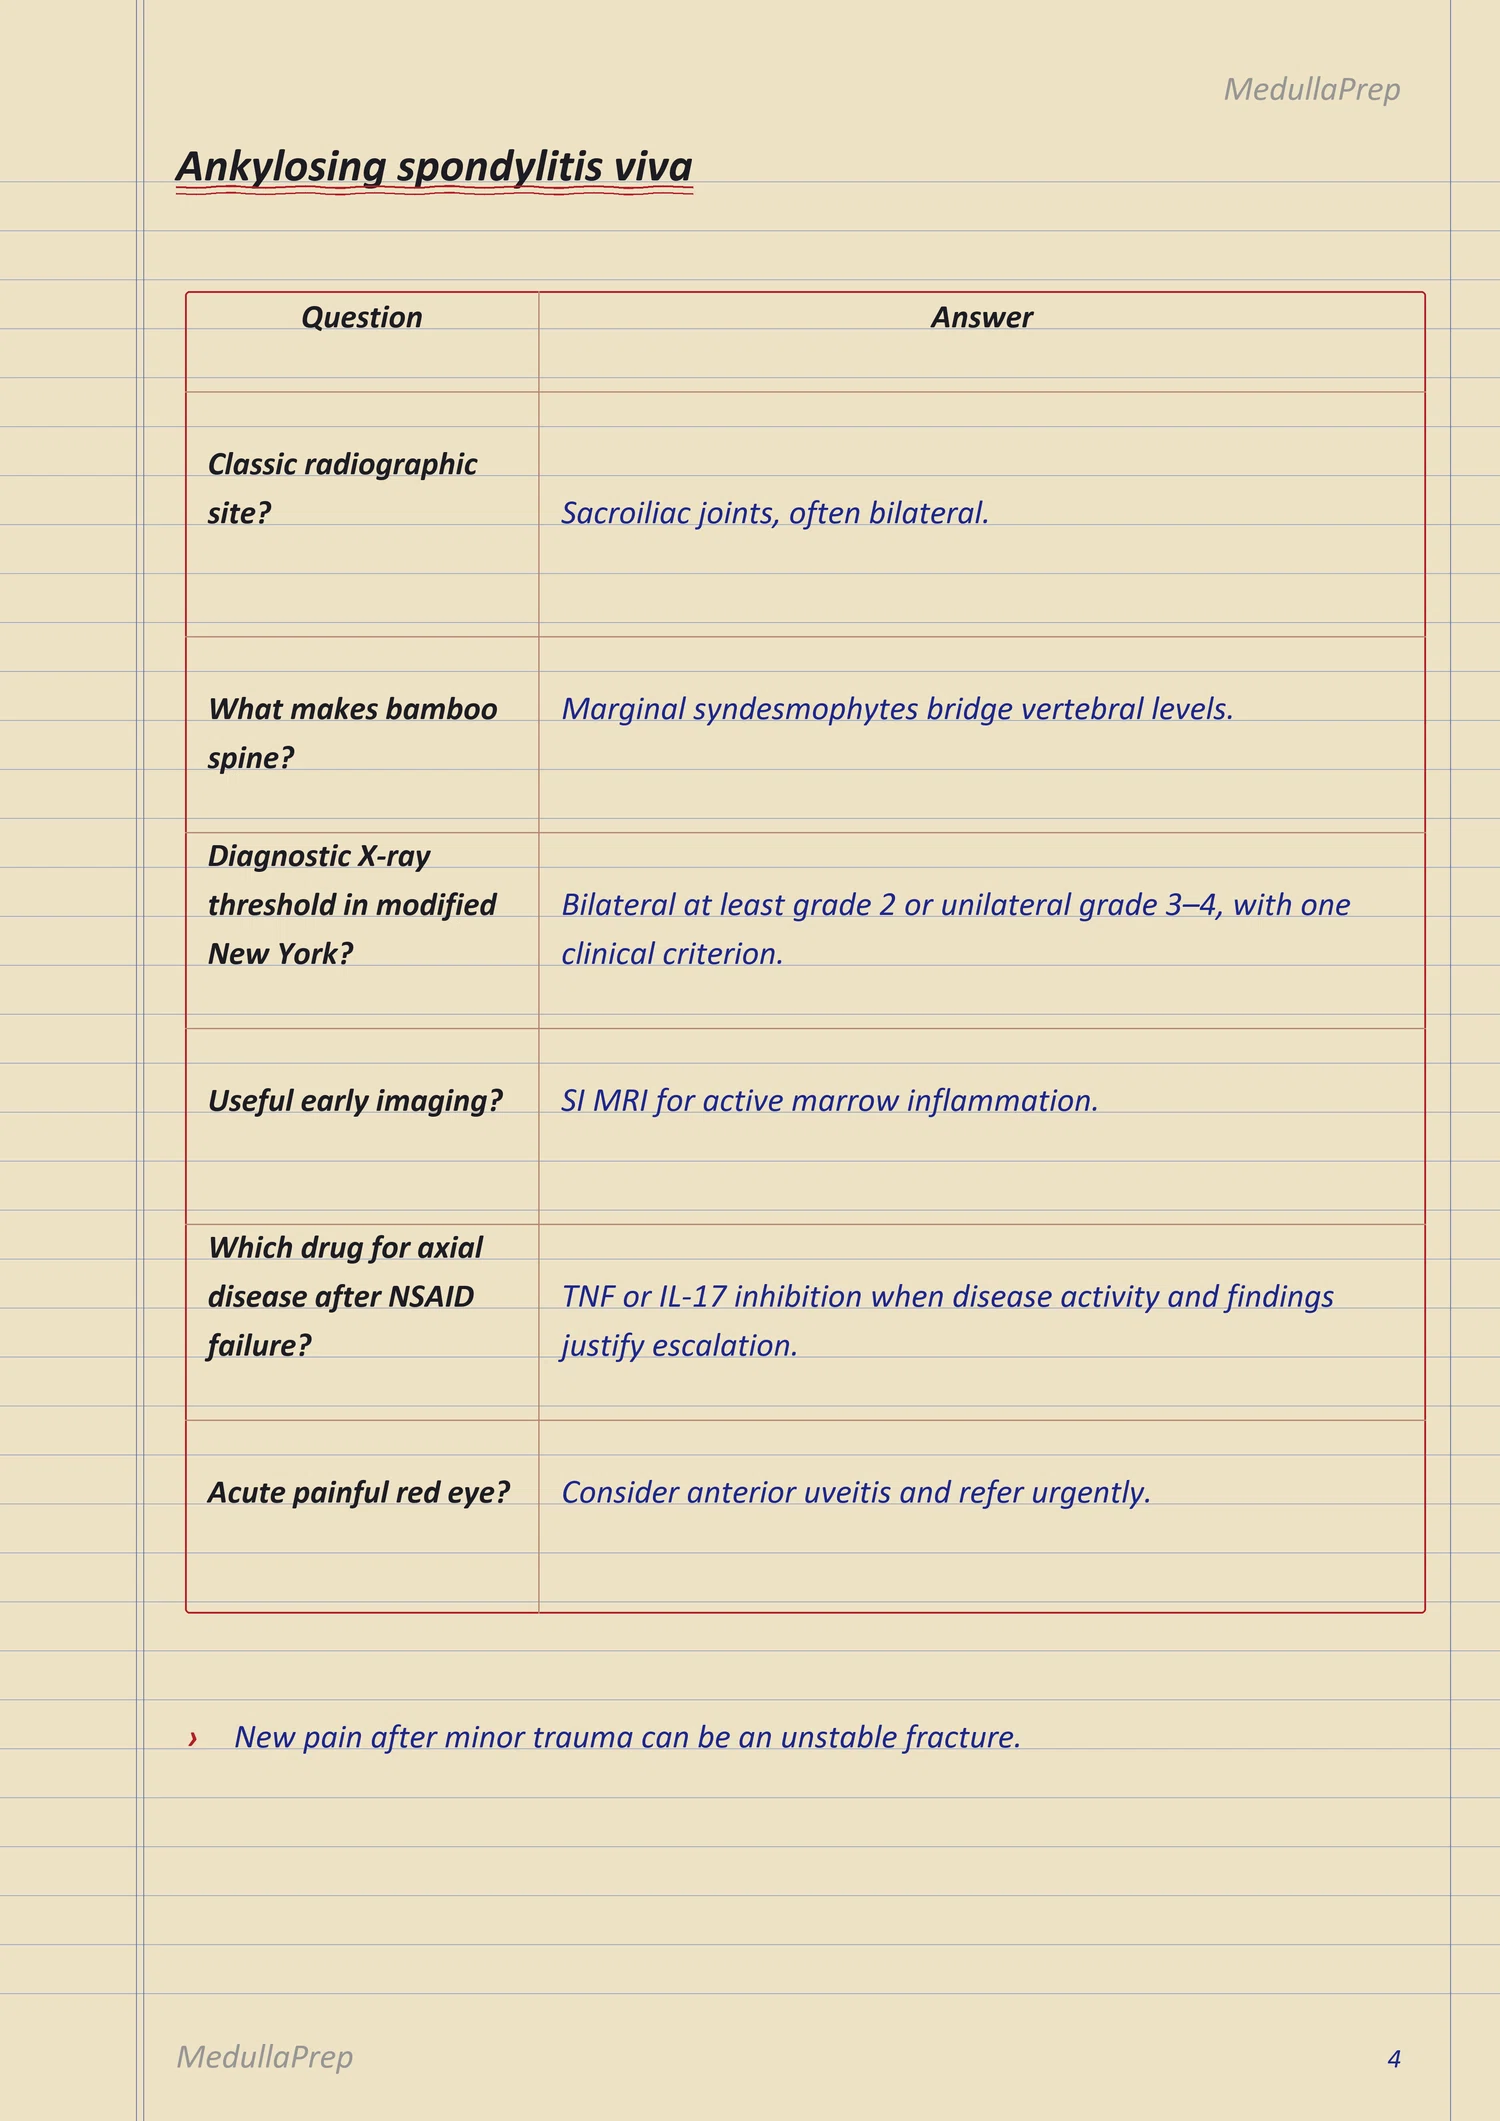 MedullaPrep
Ankylosing spondylitis viva
Question
Answer
Classic radiographic
site?
Sacroiliac joints, often bilateral.
What makes bamboo
spine?
Marginal syndesmophytes bridge vertebral levels.
Diagnostic X-ray
threshold in modified
New York?
Bilateral at least grade 2 or unilateral grade 3–4, with one
clinical criterion.
Useful early imaging?
SI MRI for active marrow inflammation.
Which drug for axial
disease after NSAID
failure?
TNF or IL-17 inhibition when disease activity and findings
justify escalation.
Acute painful red eye?
Consider anterior uveitis and refer urgently.
› New pain after minor trauma can be an unstable fracture.
MedullaPrep
4